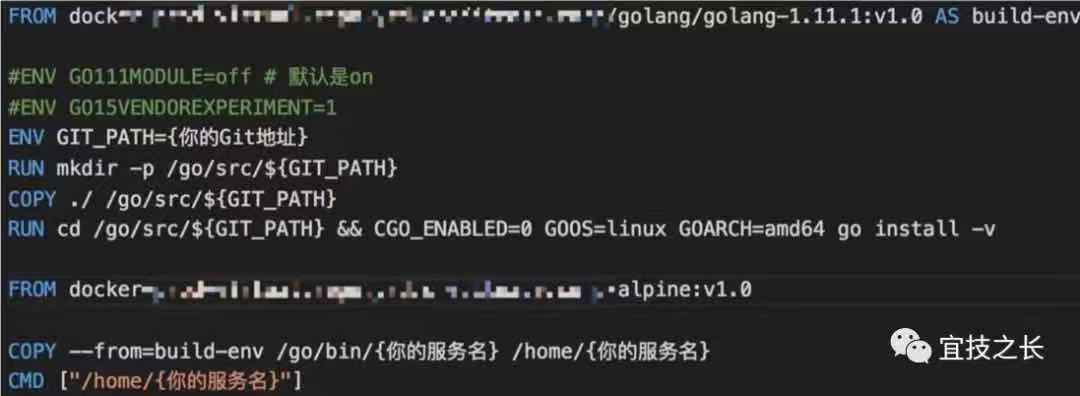 FROM dock /golang/golang-1.11.1:v1.0 AS build-env
#ENV GO111MODULE=off # 默认是on
#ENV GO15VENDOREXPERIMENT=1
ENV GIT_PATH={你的Git地址}
RUN mkdir -p /go/src/${GIT_PATH}
COPY ./ /go/src/${GIT_PATH}
RUN cd /go/src/${GIT_PATH} && CGO_ENABLED=0 GOOS=linux GOARCH=amd64 go install -v
FROM docker alpine:v1.0
COPY --from=build-env /go/bin/{你的服务名} /home/{你的服务名}
CMD ["/home/{你的服务名}"]
宜技之长